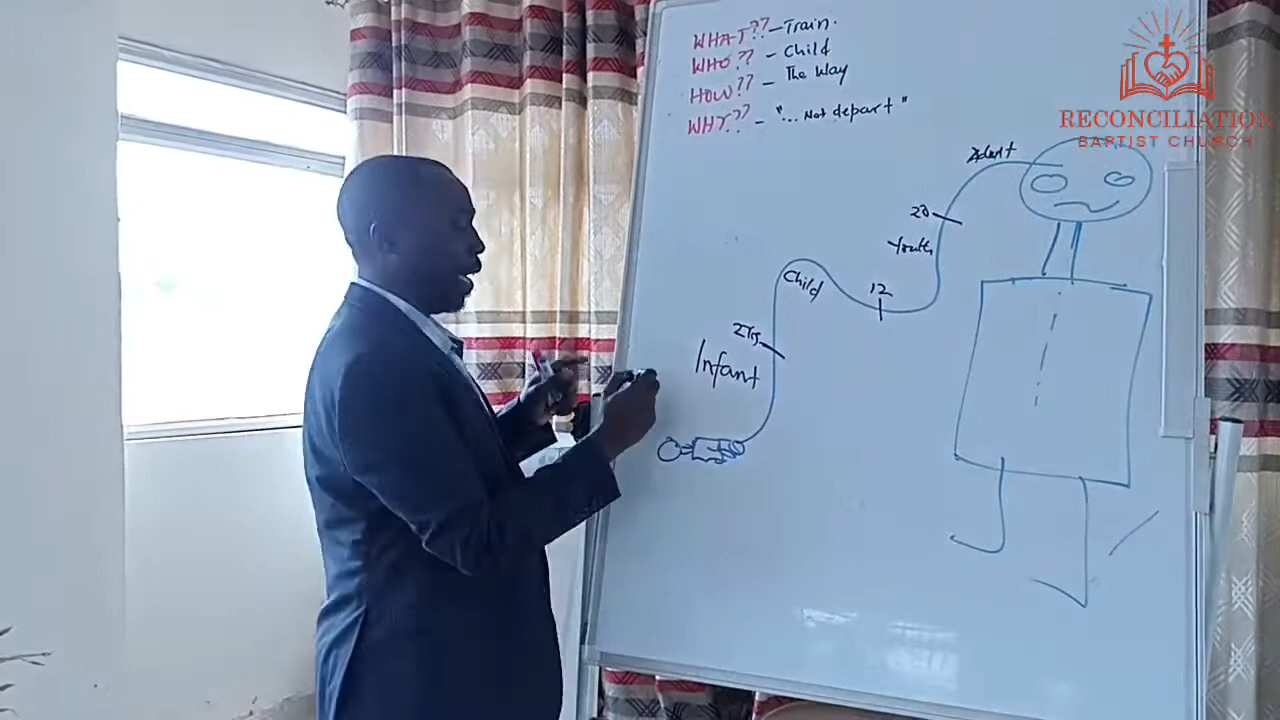 WHAT?? - Train.
WHO?? - Child
HOW?? - The Way
WHY?? - "... Not depart"
RECONCILIATION
BAPTIST CHURCH
Adult
20
Youth
12
Child
2Yrs
Infant